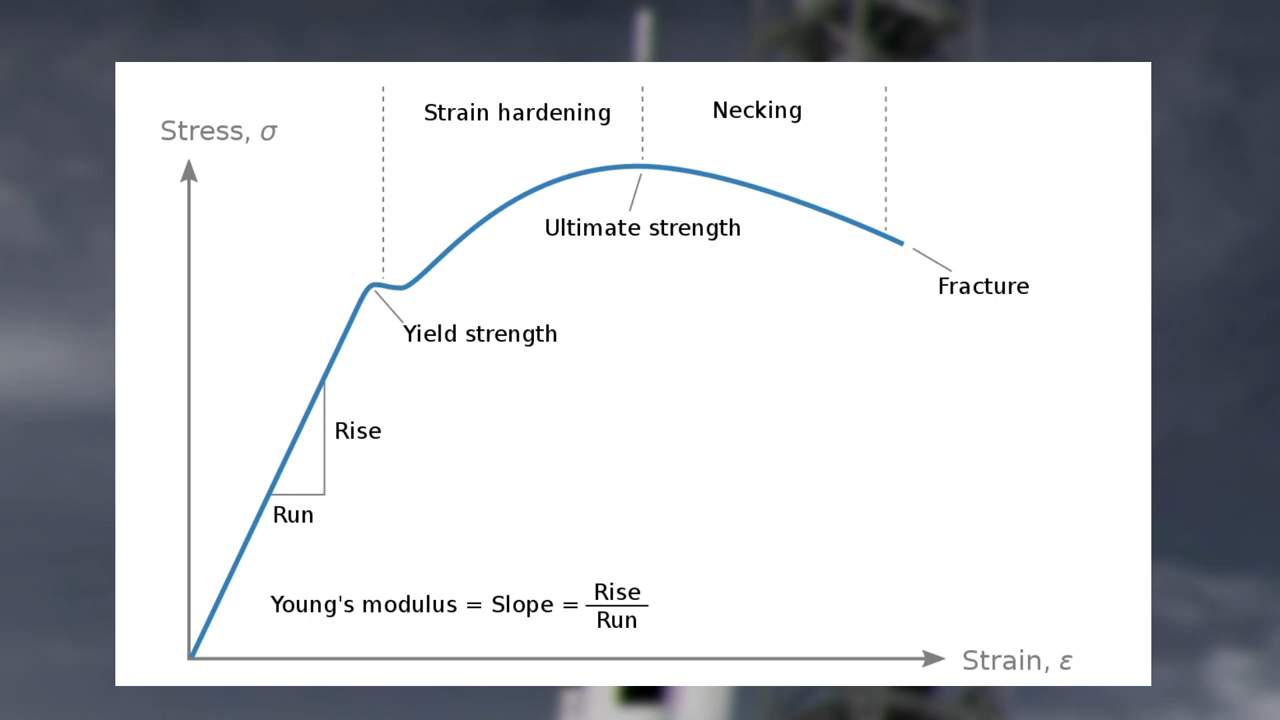 Strain hardening
Necking
Stress, σ
Ultimate strength
Fracture
Yield strength
Rise
Run
Young's modulus = Slope = Rise
Run
Strain, ε